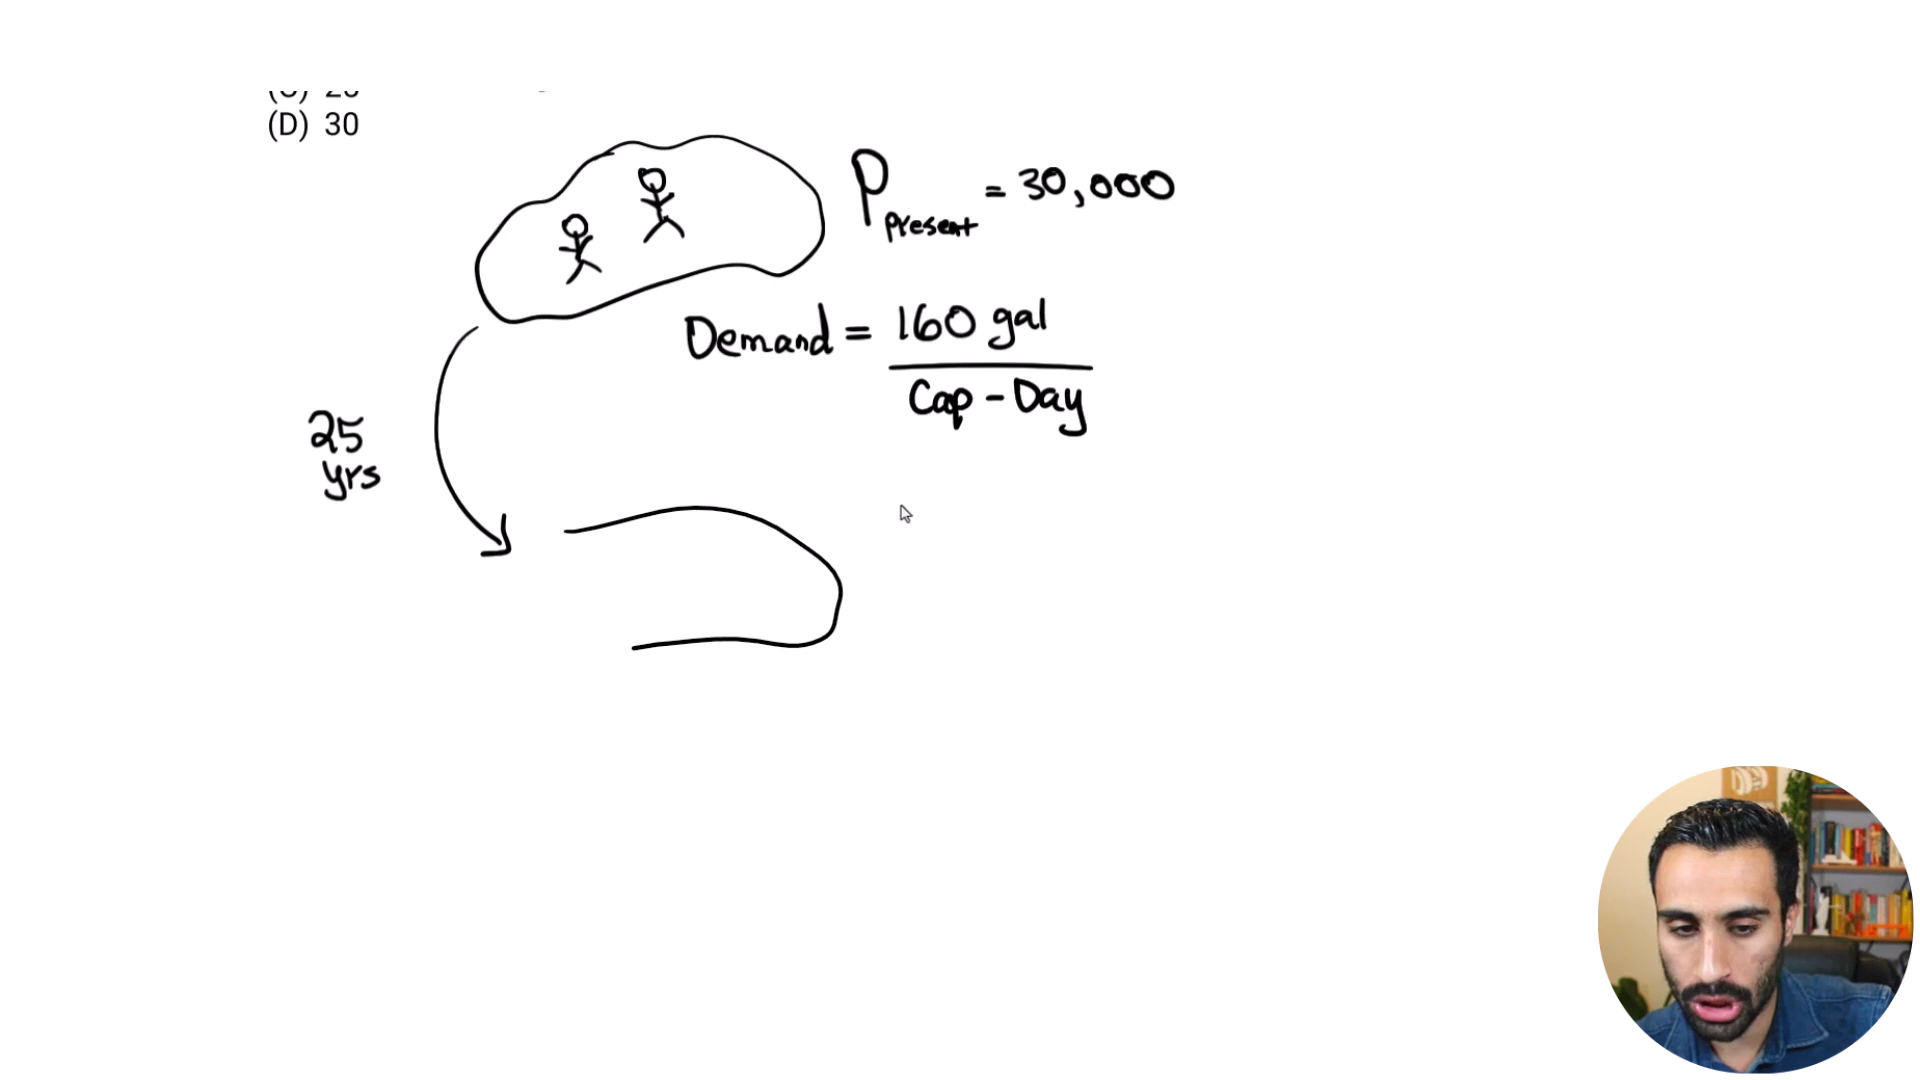 (D) 30
P present = 30,000
Demand = 160 gal
Cap - Day
25
yrs